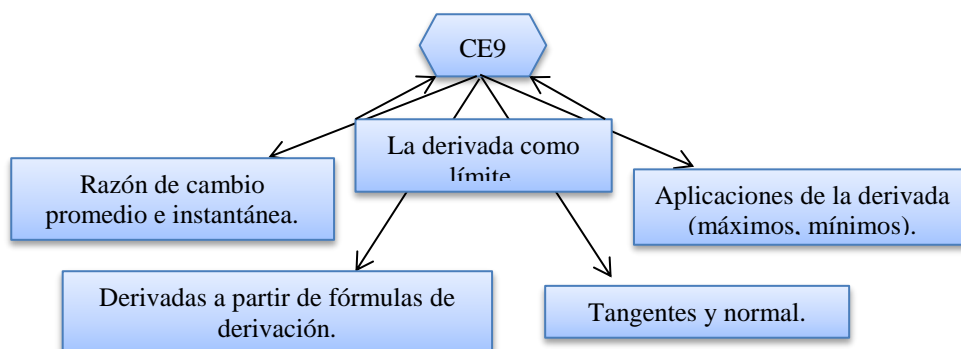 CE9
La derivada como
límite
Razón de cambio
promedio e instantánea.
Aplicaciones de la derivada
(máximos, mínimos).
Derivadas a partir de fórmulas de
derivación.
Tangentes y normal.